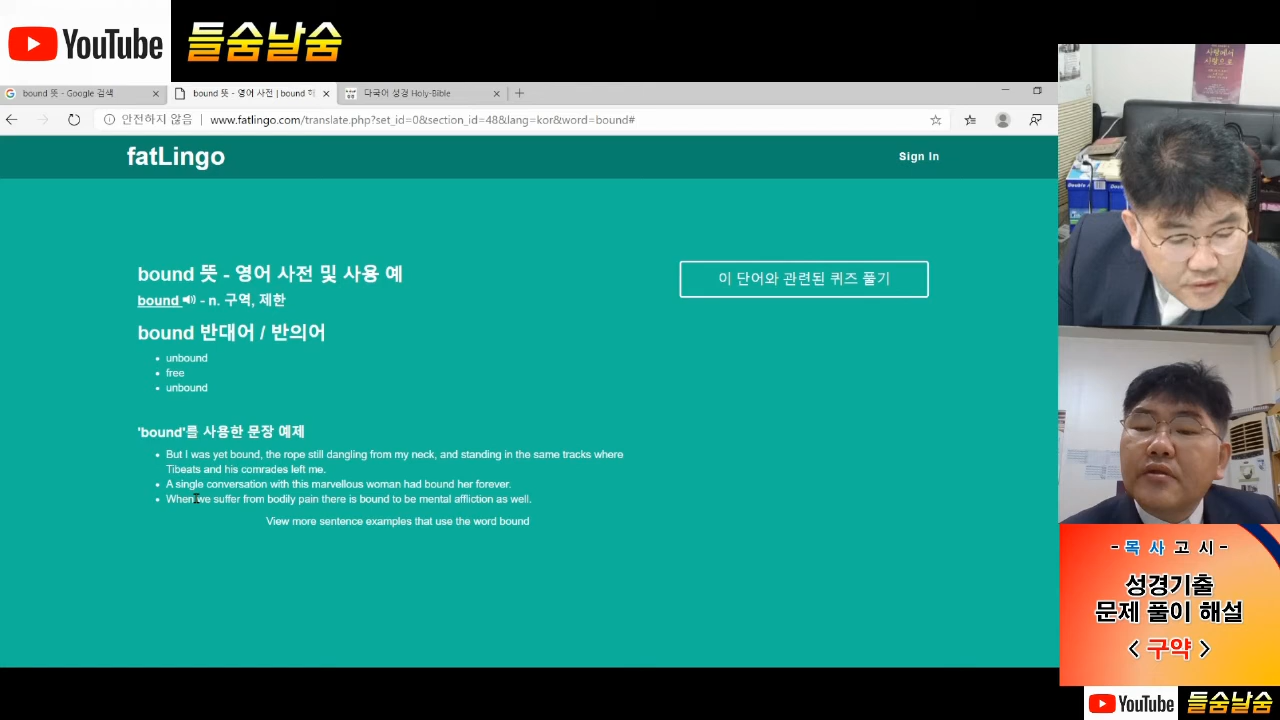 YouTube 들숨날숨
bound 뜻 - Google 검색
bound 뜻 - 영어 사전 | bound
다국어 성경 Holy-Bible
안전하지 않음 www.fatlingo.com/translate.php?set_id=0&section_id=48&lang=kor&word=bound#
fatLingo
Sign In
bound 뜻 - 영어 사전 및 사용 예
이 단어와 관련된 퀴즈 풀기
bound - n. 구역, 제한
bound 반대어 / 반의어
unbound
free
unbound
'bound'를 사용한 문장 예제
But I was yet bound, the rope still dangling from my neck, and standing in the same tracks where
Tibeats and his comrades left me.
A single conversation with this marvellous woman had bound her forever.
When we suffer from bodily pain there is bound to be mental affliction as well.
View more sentence examples that use the word bound
사랑에서
사랑으로
- 목 사 고 시 -
성경기출
문제 풀이 해설
< 구약 >
YouTube 들숨날숨